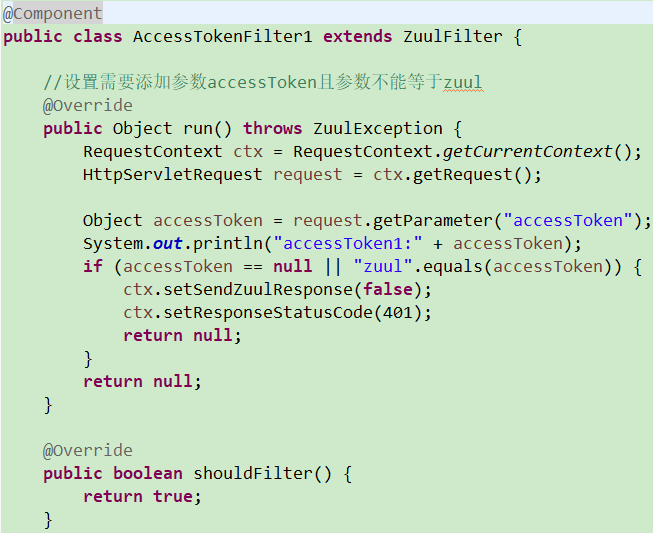 @Component
public class AccessTokenFilter1 extends ZuulFilter {
//设置需要添加参数accessToken且参数不能等于zuul
@Override
public Object run() throws ZuulException {
RequestContext ctx = RequestContext.getCurrentContext();
HttpServletRequest request = ctx.getRequest();
Object accessToken = request.getParameter("accessToken");
System.out.println("accessToken1:" + accessToken);
if (accessToken == null || "zuul".equals(accessToken)) {
ctx.setSendZuulResponse(false);
ctx.setResponseStatusCode(401);
return null;
}
return null;
}
@Override
public boolean shouldFilter() {
return true;
}